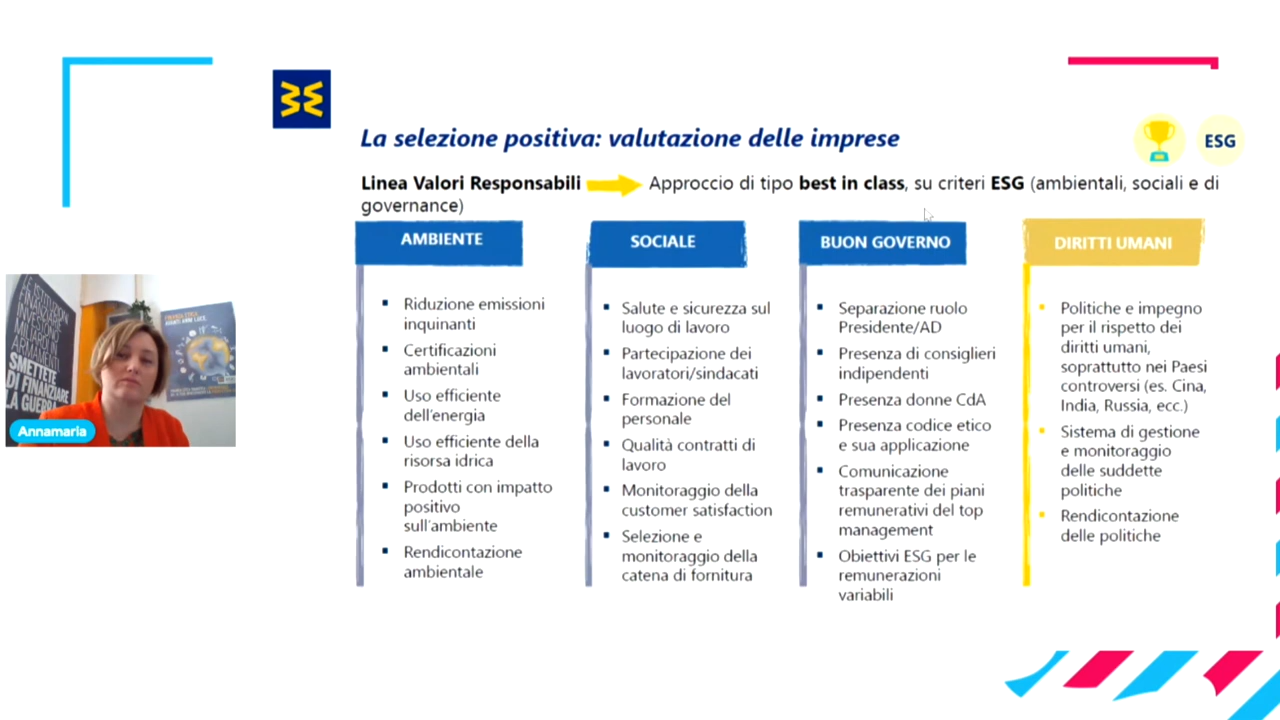 La selezione positiva: valutazione delle imprese
ESG
Linea Valori Responsabili Approccio di tipo best in class, su criteri ESG (ambientali, sociali e di
governance)
AMBIENTE
Riduzione emissioni
inquinanti
Certificazioni
ambientali
Uso efficiente
dell'energia
Uso efficiente della
risorsa idrica
Prodotti con impatto
positivo
sull'ambiente
Rendicontazione
ambientale
SOCIALE
Salute e sicurezza sul
luogo di lavoro
Partecipazione dei
lavoratori/sindacati
Formazione del
personale
Qualità contratti di
lavoro
Monitoraggio della
customer satisfaction
Selezione e
monitoraggio della
catena di fornitura
BUON GOVERNO
Separazione ruolo
Presidente/AD
Presenza di consiglieri
indipendenti
Presenza donne CdA
Presenza codice etico
e sua applicazione
Comunicazione
trasparente dei piani
remunerativi del top
management
Obiettivi ESG per le
remunerazioni
variabili
DIRITTI UMANI
Politiche e impegno
per il rispetto dei
diritti umani,
soprattutto nei Paesi
controversi (es. Cina,
India, Russia, ecc.)
Sistema di gestione
e monitoraggio
delle suddette
politiche
Rendicontazione
delle politiche
LE ISTITUZIONI
FINANZIARIE
INVESTONO
MILIARDI IN
ARMAMENTI
SMETTETE
DI FINANZIARE
LA GUERRA
Annamaria